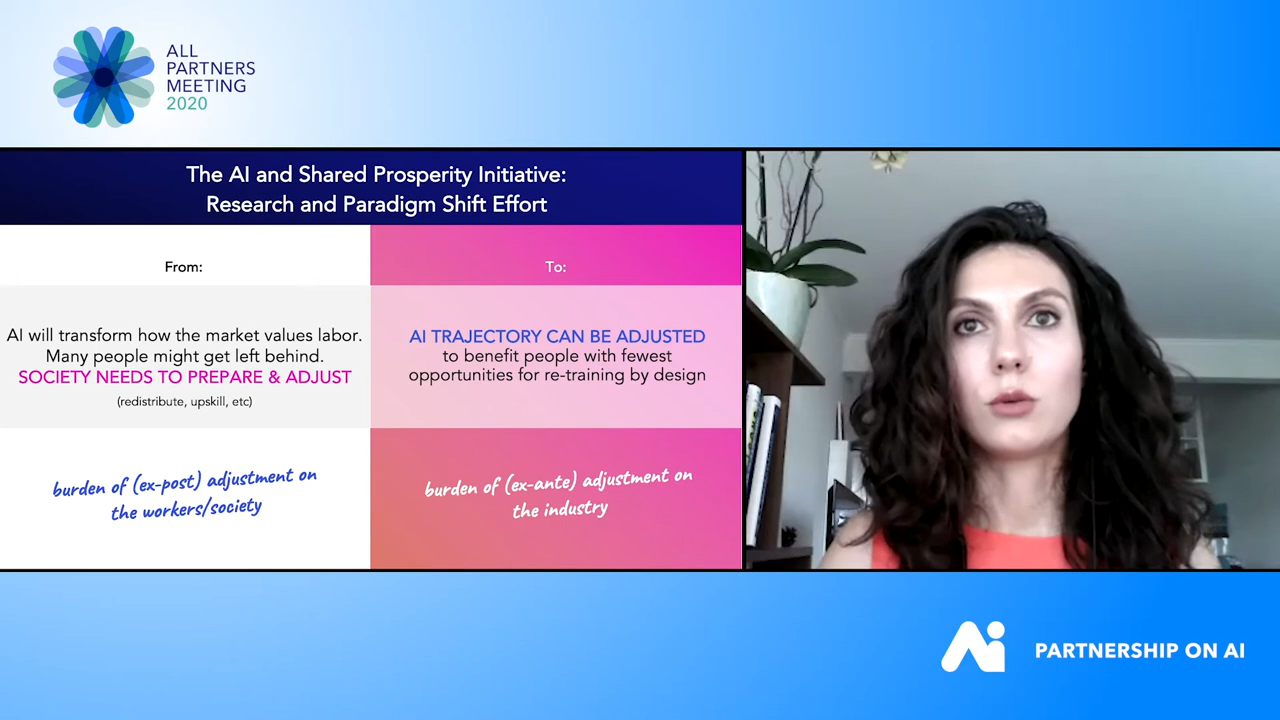 ALL
PARTNERS
MEETING
2020
The AI and Shared Prosperity Initiative:
Research and Paradigm Shift Effort
From:
AI will transform how the market values labor.
Many people might get left behind.
SOCIETY NEEDS TO PREPARE & ADJUST
(redistribute, upskill, etc)
burden of (ex-post) adjustment on
the workers/society
To:
AI TRAJECTORY CAN BE ADJUSTED
to benefit people with fewest
opportunities for re-training by design
burden of (ex-ante) adjustment on
the industry
Ai
PARTNERSHIP ON AI